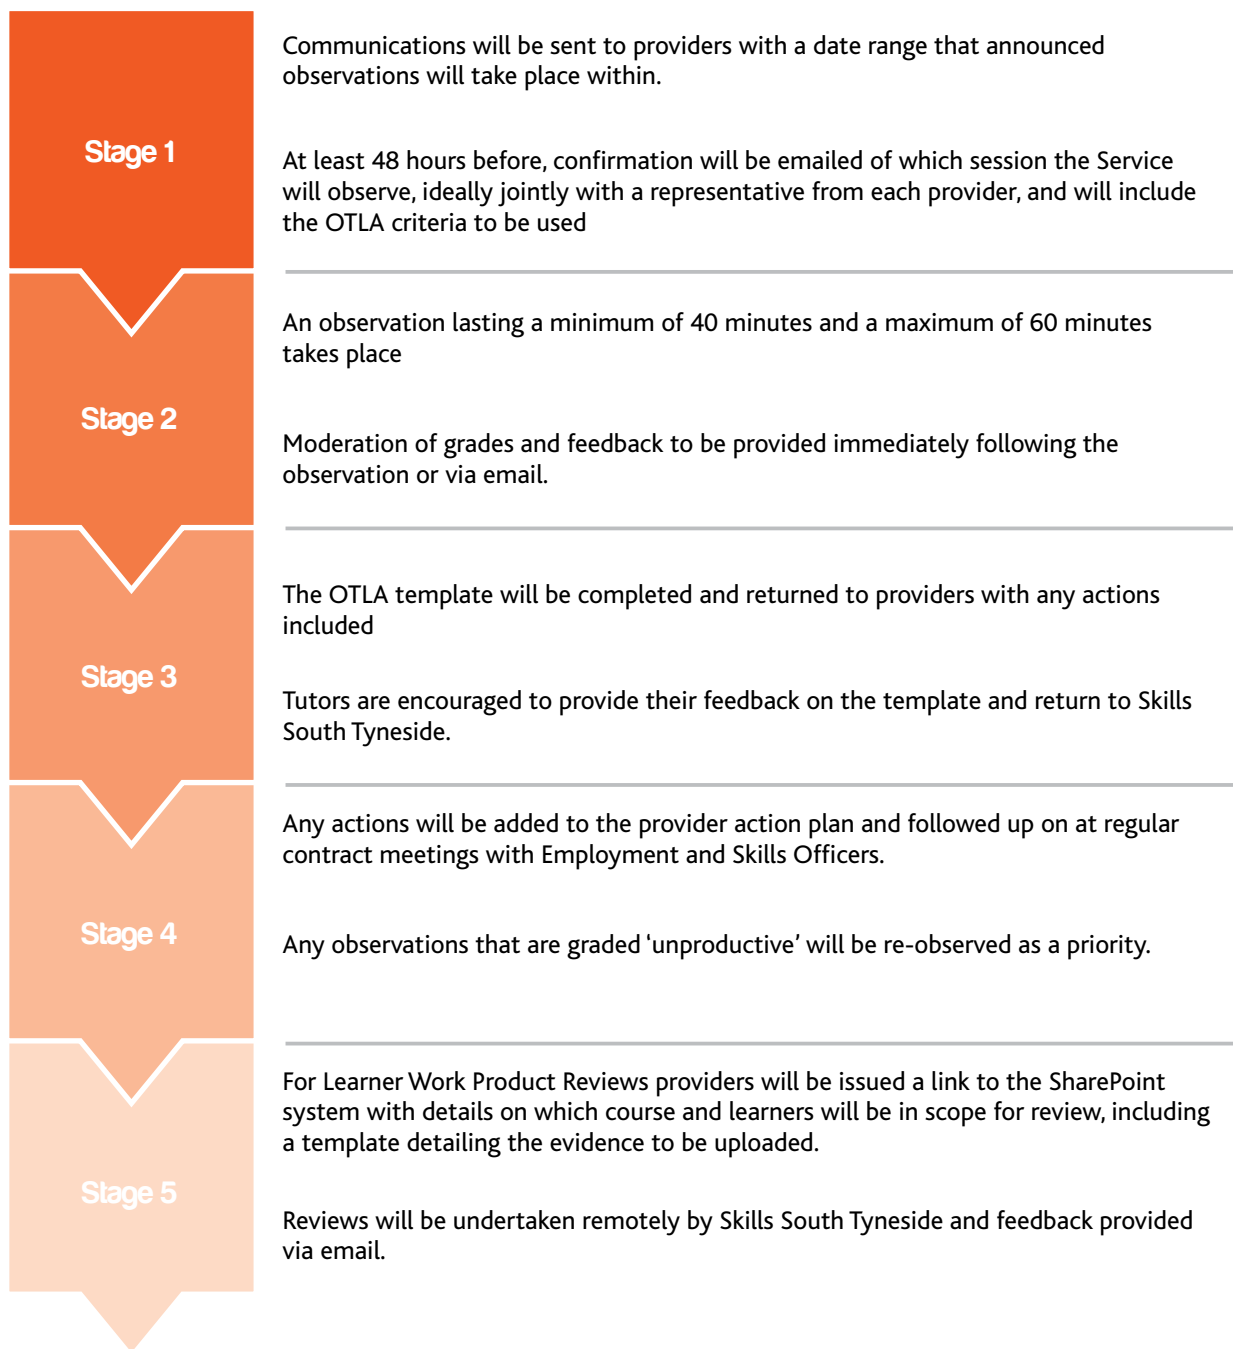 Stage 1
Communications will be sent to providers with a date range that announced
observations will take place within.
At least 48 hours before, confirmation will be emailed of which session the Service
will observe, ideally jointly with a representative from each provider, and will include
the OTLA criteria to be used
Stage 2
An observation lasting a minimum of 40 minutes and a maximum of 60 minutes
takes place
Moderation of grades and feedback to be provided immediately following the
observation or via email.
Stage 3
The OTLA template will be completed and returned to providers with any actions
included
Tutors are encouraged to provide their feedback on the template and return to Skills
South Tyneside.
Stage 4
Any actions will be added to the provider action plan and followed up on at regular
contract meetings with Employment and Skills Officers.
Any observations that are graded ‘unproductive’ will be re-observed as a priority.
Stage 5
For Learner Work Product Reviews providers will be issued a link to the SharePoint
system with details on which course and learners will be in scope for review, including
a template detailing the evidence to be uploaded.
Reviews will be undertaken remotely by Skills South Tyneside and feedback provided
via email.